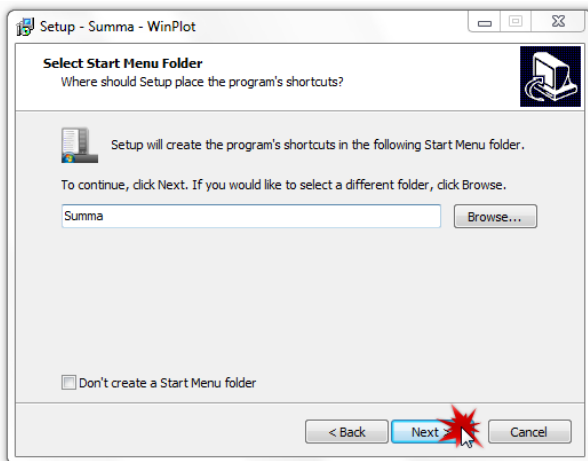 Setup - Summa - WinPlot
Select Start Menu Folder
Where should Setup place the program's shortcuts?
Setup will create the program's shortcuts in the following Start Menu folder.
To continue, click Next. If you would like to select a different folder, click Browse.
Summa
Browse...
Don't create a Start Menu folder
< Back
Next >
Cancel